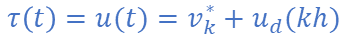 τ(t) = u(t) = v_k^* + u_d(kh)